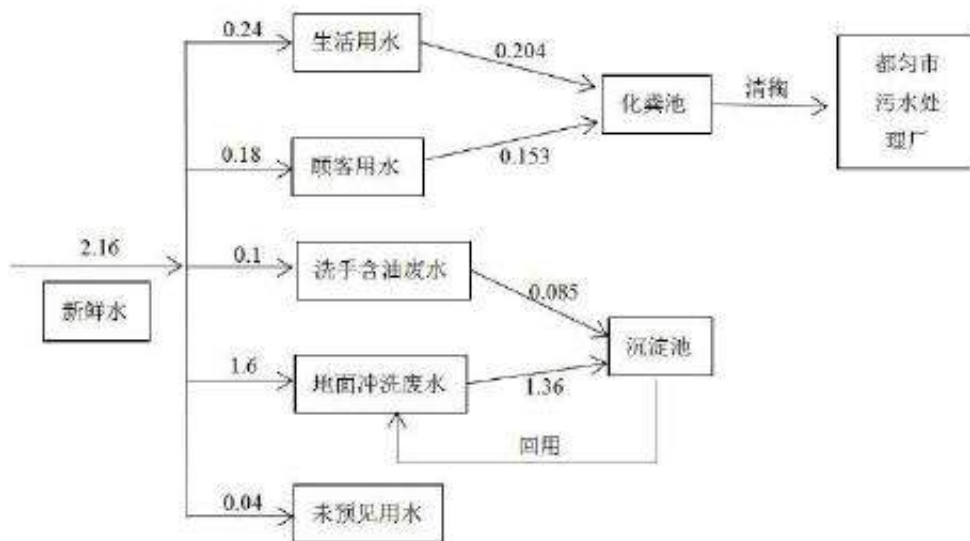 0.24
生活用水
0.204
化粪池
清掏
都匀市
污水处
理厂
0.18
顾客用水
0.153
2.16
新鲜水
0.1
洗手含油废水
0.085
沉淀池
1.6
地面冲洗废水
1.36
回用
0.04
未预见用水